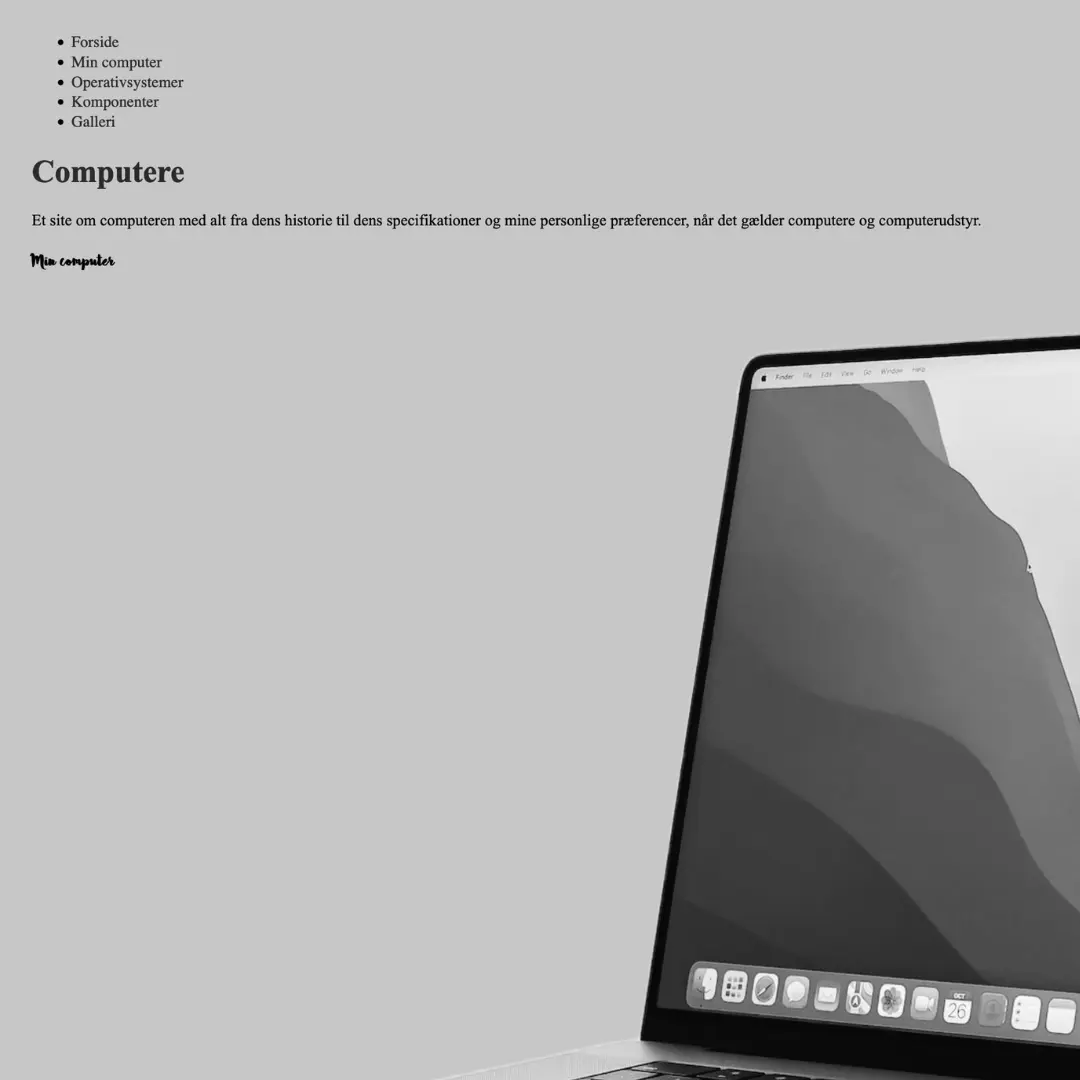 Forside
Min computer
Operativsystemer
Komponenter
Galleri
Computere
Et site om computeren med alt fra dens historie til dens specifikationer og mine personlige præferencer, når det gælder computere og computerudstyr.
Min computer
Finder File Edit View Go Window Help
OCT
26